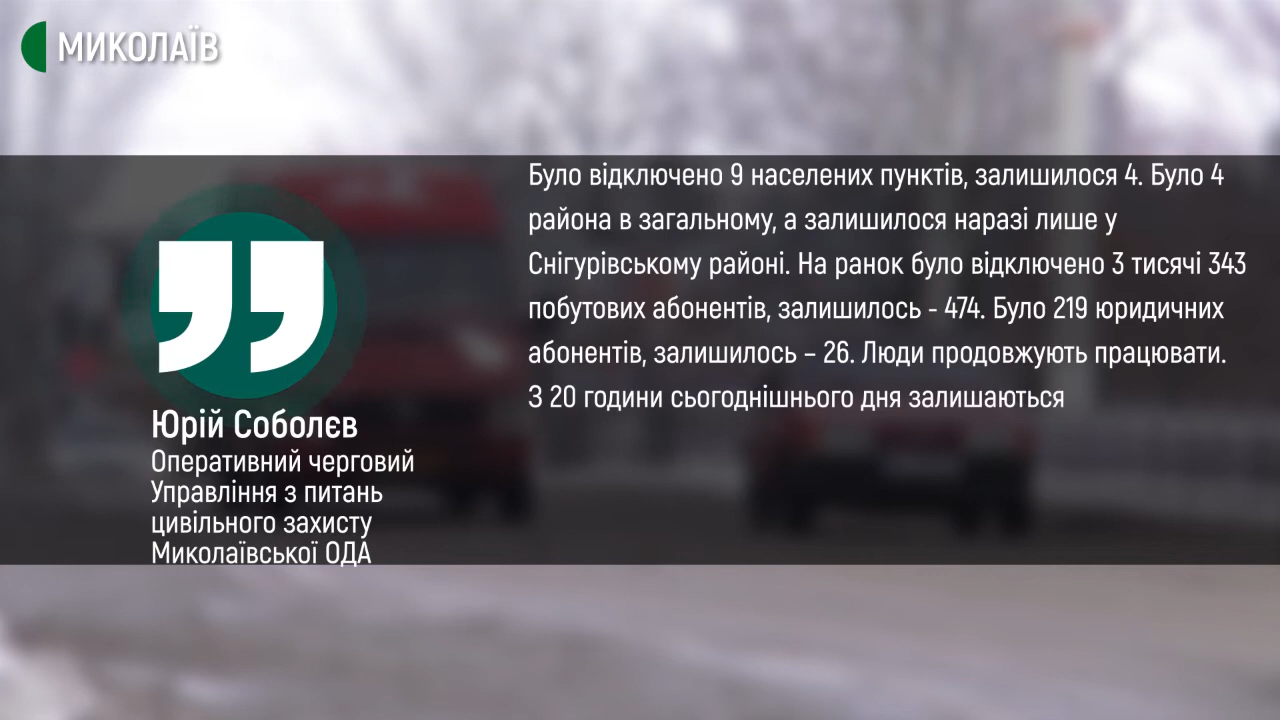 МИКОЛАЇВ
Було відключено 9 населених пунктів, залишилося 4. Було 4
района в загальному, а залишилося наразі лише у
Снігурівському районі. На ранок було відключено 3 тисячі 343
побутових абонентів, залишилось - 474. Було 219 юридичних
абонентів, залишилось – 26. Люди продовжують працювати.
З 20 години сьогоднішнього дня залишаються
Юрій Соболєв
Оперативний черговий
Управління з питань
цивільного захисту
Миколаївської ОДА